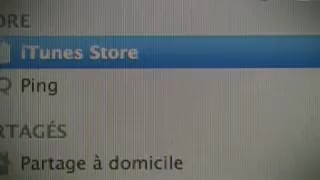 ORE
iTunes Store
Ping
RTAGÉS
Partage à domicile